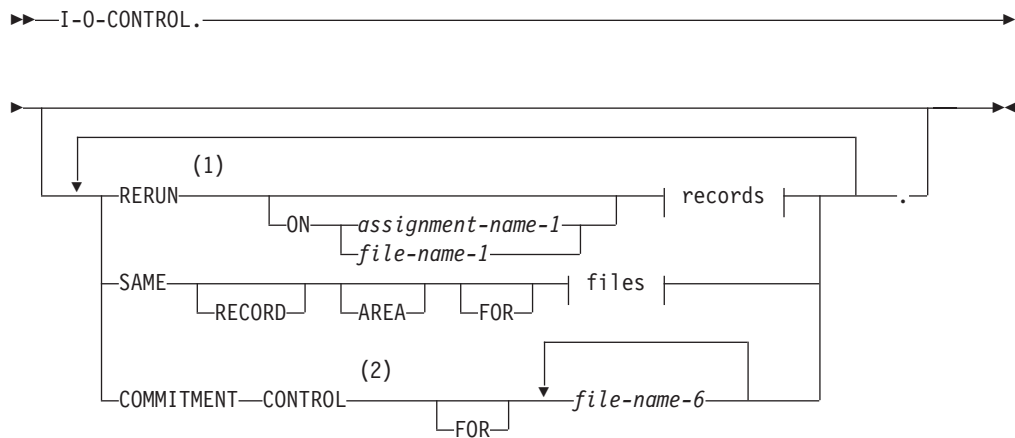 I-O-CONTROL.
(1)
RERUN records .
ON assignment-name-1
file-name-1
SAME files
RECORD AREA FOR
(2)
COMMITMENT CONTROL file-name-6
FOR